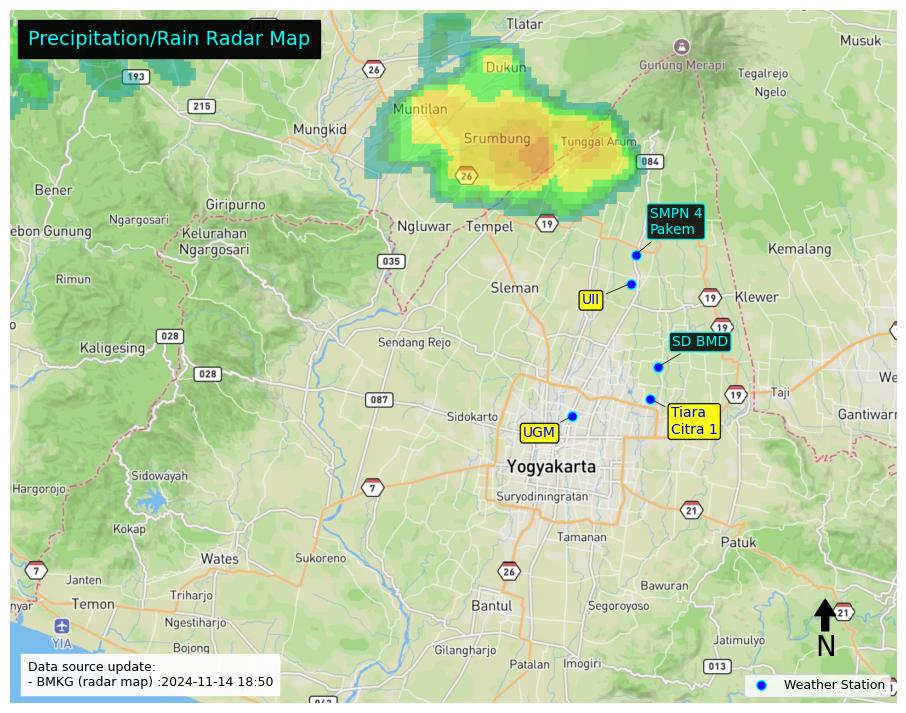 Precipitation/Rain Radar Map
Tlatar
Musuk
26
Dukun
Gunung Merapi
193
Tegalrejo
Ngelo
215
Muntilan
Mungkid
Srumbung
Tunggal Arum
084
26
Bener
Giripurno
SMPN 4
Pakem
Ngargosari
ebon Gunung
Kelurahan
Ngargosari
Ngluwar
Tempel
19
Kemalang
035
Rimun
Sleman
UII
19
Klewer
19
028
Kaligesing
Sendang Rejo
SD BMD
028
We
087
19
Taji
Sidokarto
Tiara
Citra 1
Gantiwarn
UGM
Yogyakarta
Sidowayah
Hargorojo
7
Suryodiningratan
21
Kokap
Tamanan
Patuk
Wates
Sukoreno
7
26
Janten
Bawuran
nyar
Temon
Triharjo
Bantul
Segoroyoso
21
Ngestiharjo
N
YIA
Bojong
Gilangharjo
Jatimulyo
Patalan
Imogiri
013
Data source update:
- BMKG (radar map) :2024-11-14 18:50
Weather Station